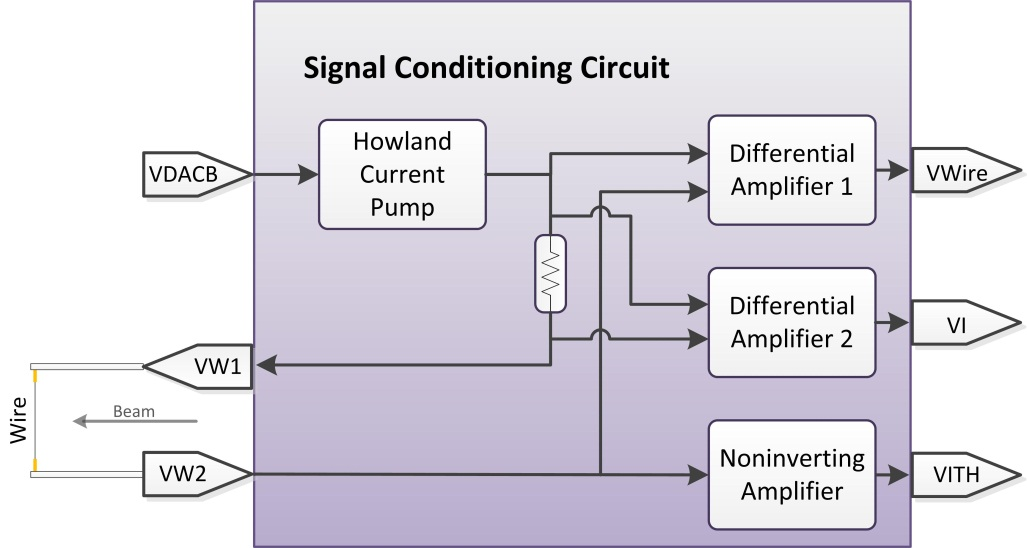 Signal Conditioning Circuit
VDACB
Howland
Current
Pump
Differential
Amplifier 1
VWire
Differential
Amplifier 2
VI
VW1
Wire
Beam
VW2
Noninverting
Amplifier
VITH